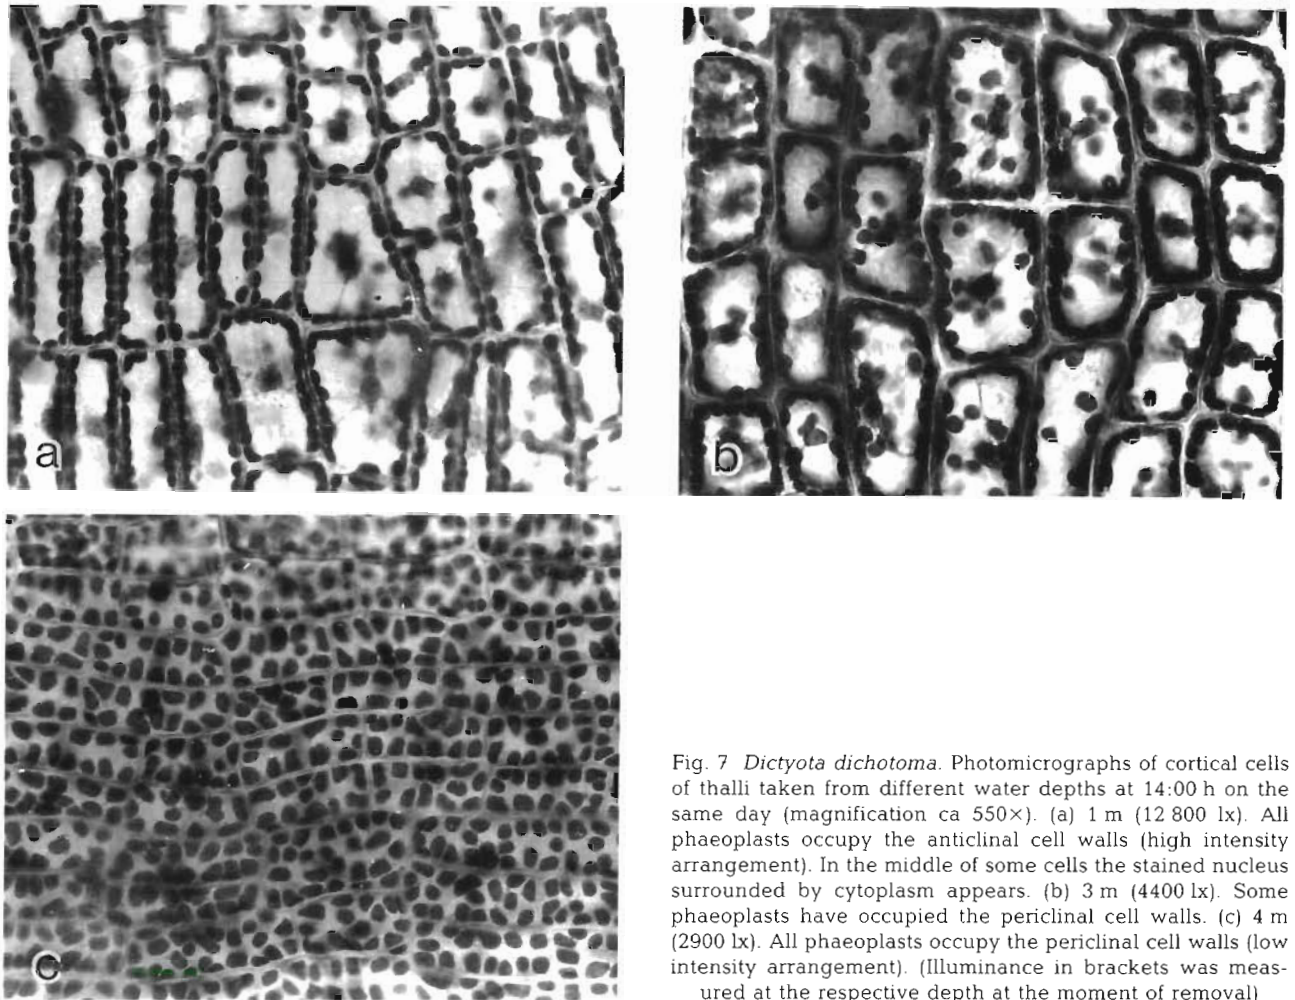 a
b
c
Fig. 7 Dictyota dichotoma. Photomicrographs of cortical cells
of thalli taken from different water depths at 14:00 h on the
same day (magnification ca 550×). (a) 1 m (12 800 lx). All
phaeoplasts occupy the anticlinal cell walls (high intensity
arrangement). In the middle of some cells the stained nucleus
surrounded by cytoplasm appears. (b) 3 m (4400 lx). Some
phaeoplasts have occupied the periclinal cell walls. (c) 4 m
(2900 lx). All phaeoplasts occupy the periclinal cell walls (low
intensity arrangement). (Illuminance in brackets was meas-
ured at the respective depth at the moment of removal)